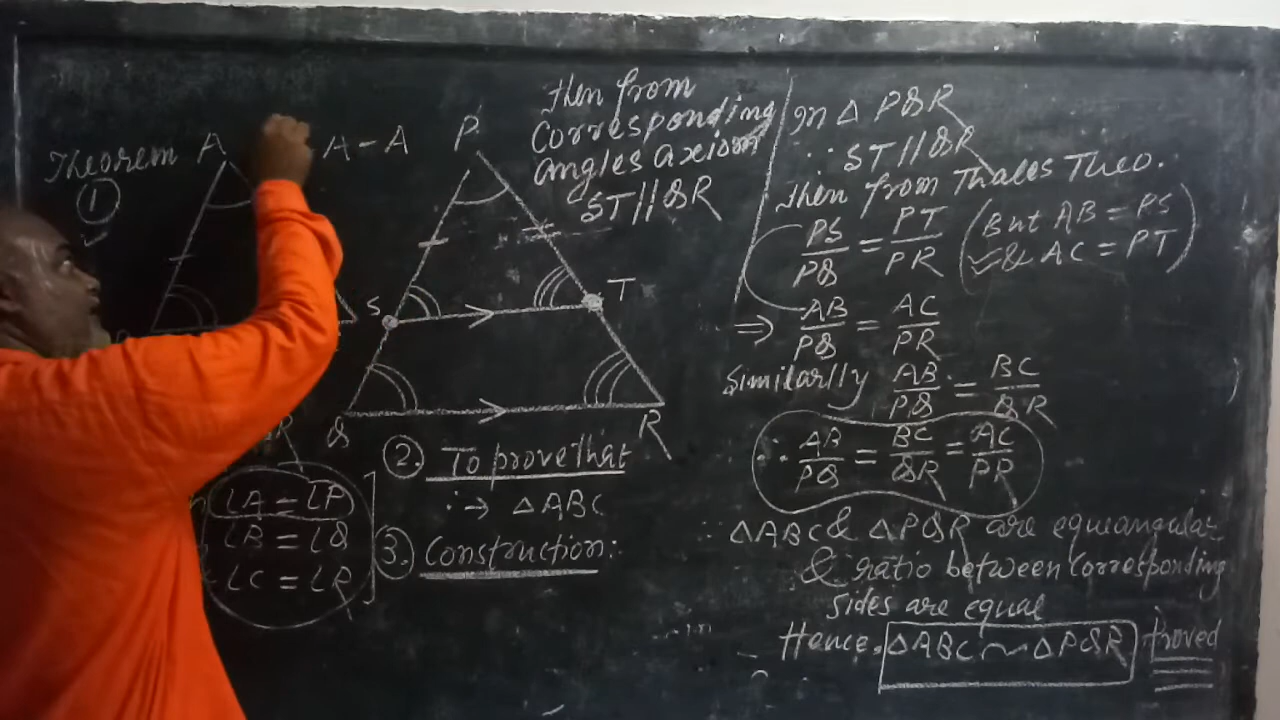 Theorem
1
A
A - A
P
S
T
Q
R
then from
Corresponding
angles axiom
ST || QR
∠A = ∠P
∠B = ∠Q
∠C = ∠R
2. To prove that
∴→ △ABC
3. Construction:
In △ PQR
∵ ST || QR
then from Thales Theo.
PS/PQ = PT/PR (But AB = PS
& AC = PT)
⇒ AB/PQ = AC/PR
Similarlly AB/PQ = BC/QR
∴ AB/PQ = BC/QR = AC/PR
∵ △ABC & △PQR are equeangular
& ratio between Corresponding
sides are equal
Hence, △ABC ~ △PQR Proved